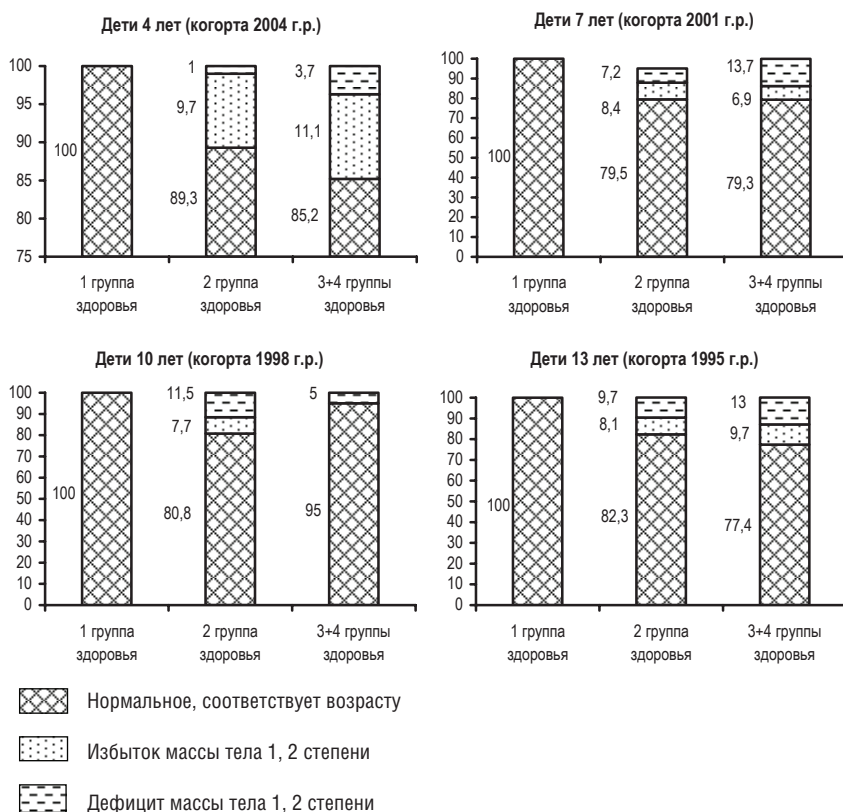 Дети 4 лет (когорта 2004 г.р.)
100
95
90
85
80
75
100
1
9,7
89,3
3,7
11,1
85,2
1 группа
здоровья
2 группа
здоровья
3+4 группы
здоровья
Дети 7 лет (когорта 2001 г.р.)
100
90
80
70
60
50
40
30
20
10
0
100
7,2
8,4
79,5
13,7
6,9
79,3
1 группа
здоровья
2 группа
здоровья
3+4 группы
здоровья
Дети 10 лет (когорта 1998 г.р.)
100
90
80
70
60
50
40
30
20
10
0
100
11,5
7,7
80,8
5
95
1 группа
здоровья
2 группа
здоровья
3+4 группы
здоровья
Дети 13 лет (когорта 1995 г.р.)
100
90
80
70
60
50
40
30
20
10
0
100
9,7
8,1
82,3
13
9,7
77,4
1 группа
здоровья
2 группа
здоровья
3+4 группы
здоровья
Нормальное, соответствует возрасту
Избыток массы тела 1, 2 степени
Дефицит массы тела 1, 2 степени